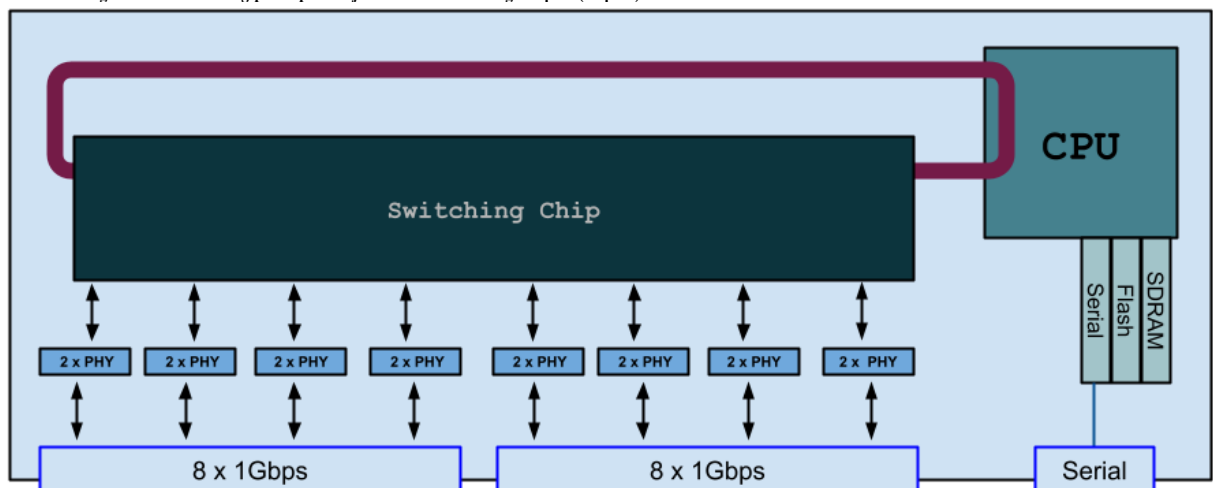 CPU
Switching Chip
Serial
Flash
SDRAM
2 x PHY
2 x PHY
2 x PHY
2 x PHY
2 x PHY
2 x PHY
2 x PHY
2 x PHY
8 x 1Gbps
8 x 1Gbps
Serial